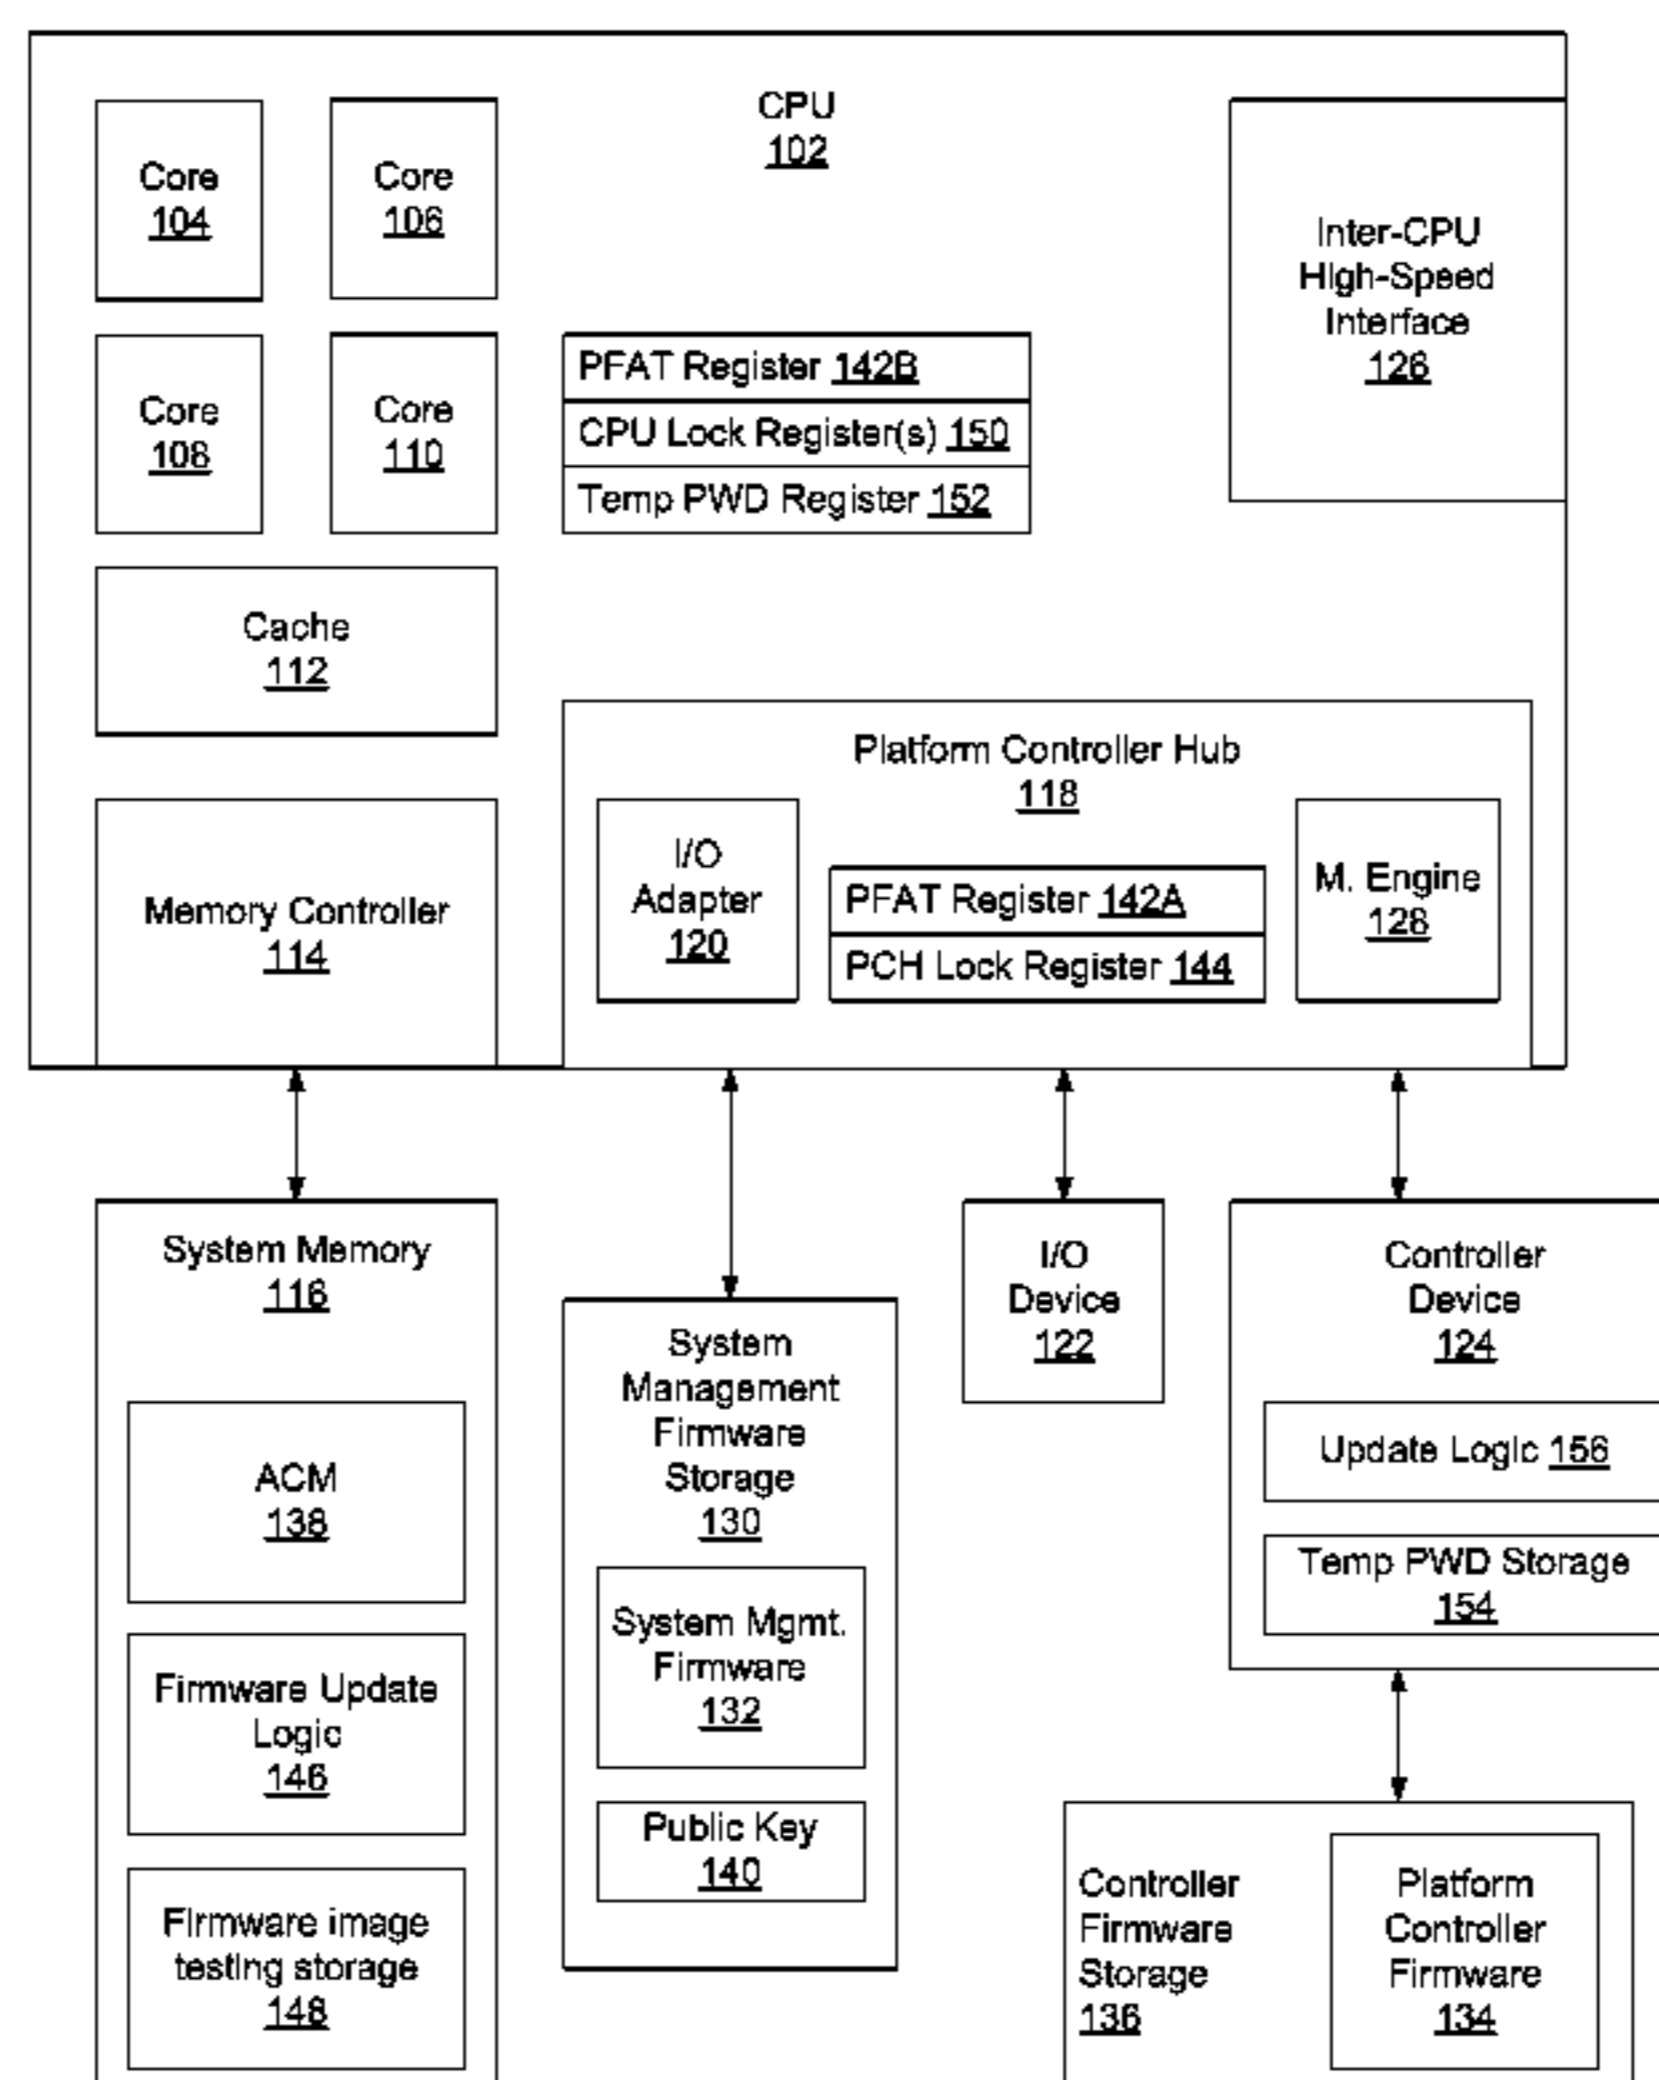 CPU
102
Core
104
Core
106
Inter-CPU
High-Speed
Interface
126
Core
108
Core
110
PFAT Register 142B
CPU Lock Register(s) 150
Temp PWD Register 152
Cache
112
Platform Controller Hub
118
Memory Controller
114
I/O
Adapter
120
PFAT Register 142A
PCH Lock Register 144
M. Engine
128
System Memory
116
ACM
138
Firmware Update
Logic
146
Firmware image
testing storage
148
System
Management
Firmware
Storage
130
System Mgmt.
Firmware
132
Public Key
140
I/O
Device
122
Controller
Device
124
Update Logic 156
Temp PWD Storage
154
Controller
Firmware
Storage
136
Platform
Controller
Firmware
134